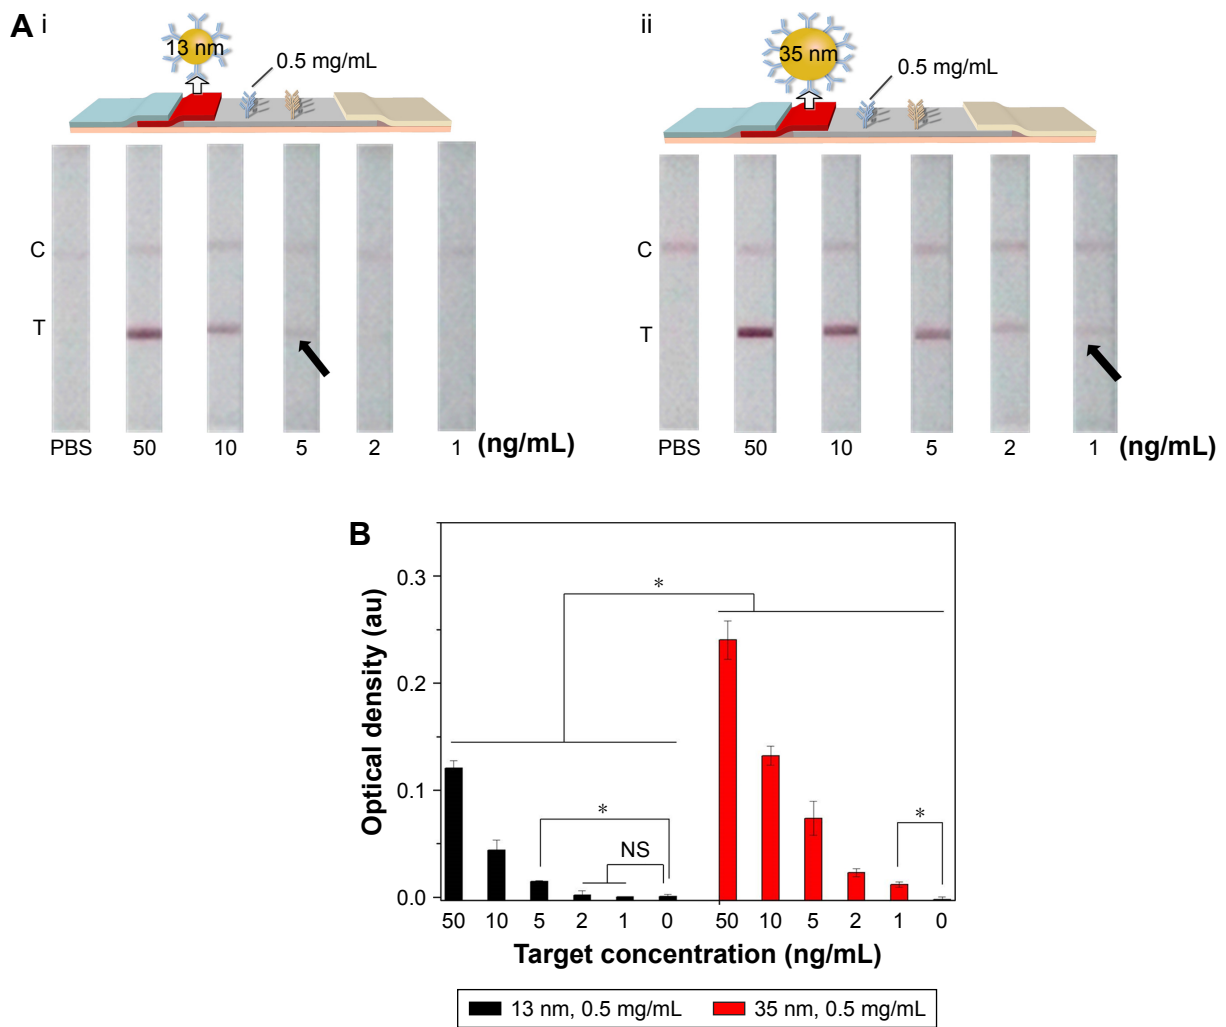 A i
13 nm
0.5 mg/mL
C
T
PBS 50 10 5 2 1 (ng/mL)
ii
35 nm
0.5 mg/mL
C
T
PBS 50 10 5 2 1 (ng/mL)
B
Optical density (au)
0.3
0.2
0.1
0.0
*
*
NS
*
50 10 5 2 1 0 50 10 5 2 1 0
Target concentration (ng/mL)
13 nm, 0.5 mg/mL 35 nm, 0.5 mg/mL